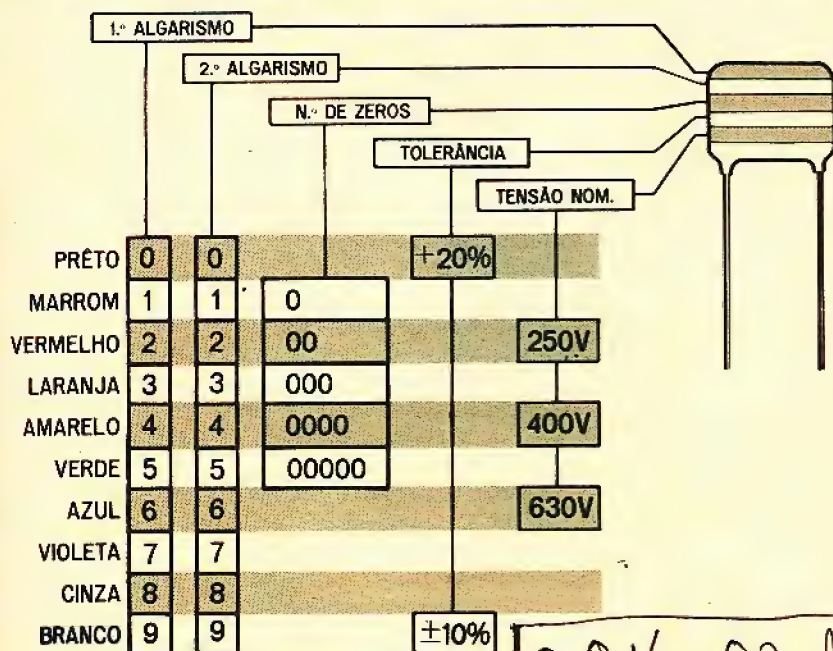 1.º ALGARISMO
2.º ALGARISMO
N.º DE ZEROS
TOLERÂNCIA
TENSÃO NOM.
PRÊTO 0 0 +20%
MARROM 1 1 0
VERMELHO 2 2 00 250V
LARANJA 3 3 000
AMARELO 4 4 0000 400V
VERDE 5 5 00000
AZUL 6 6 630V
VIOLETA 7 7
CINZA 8 8
BRANCO 9 9 ±10%